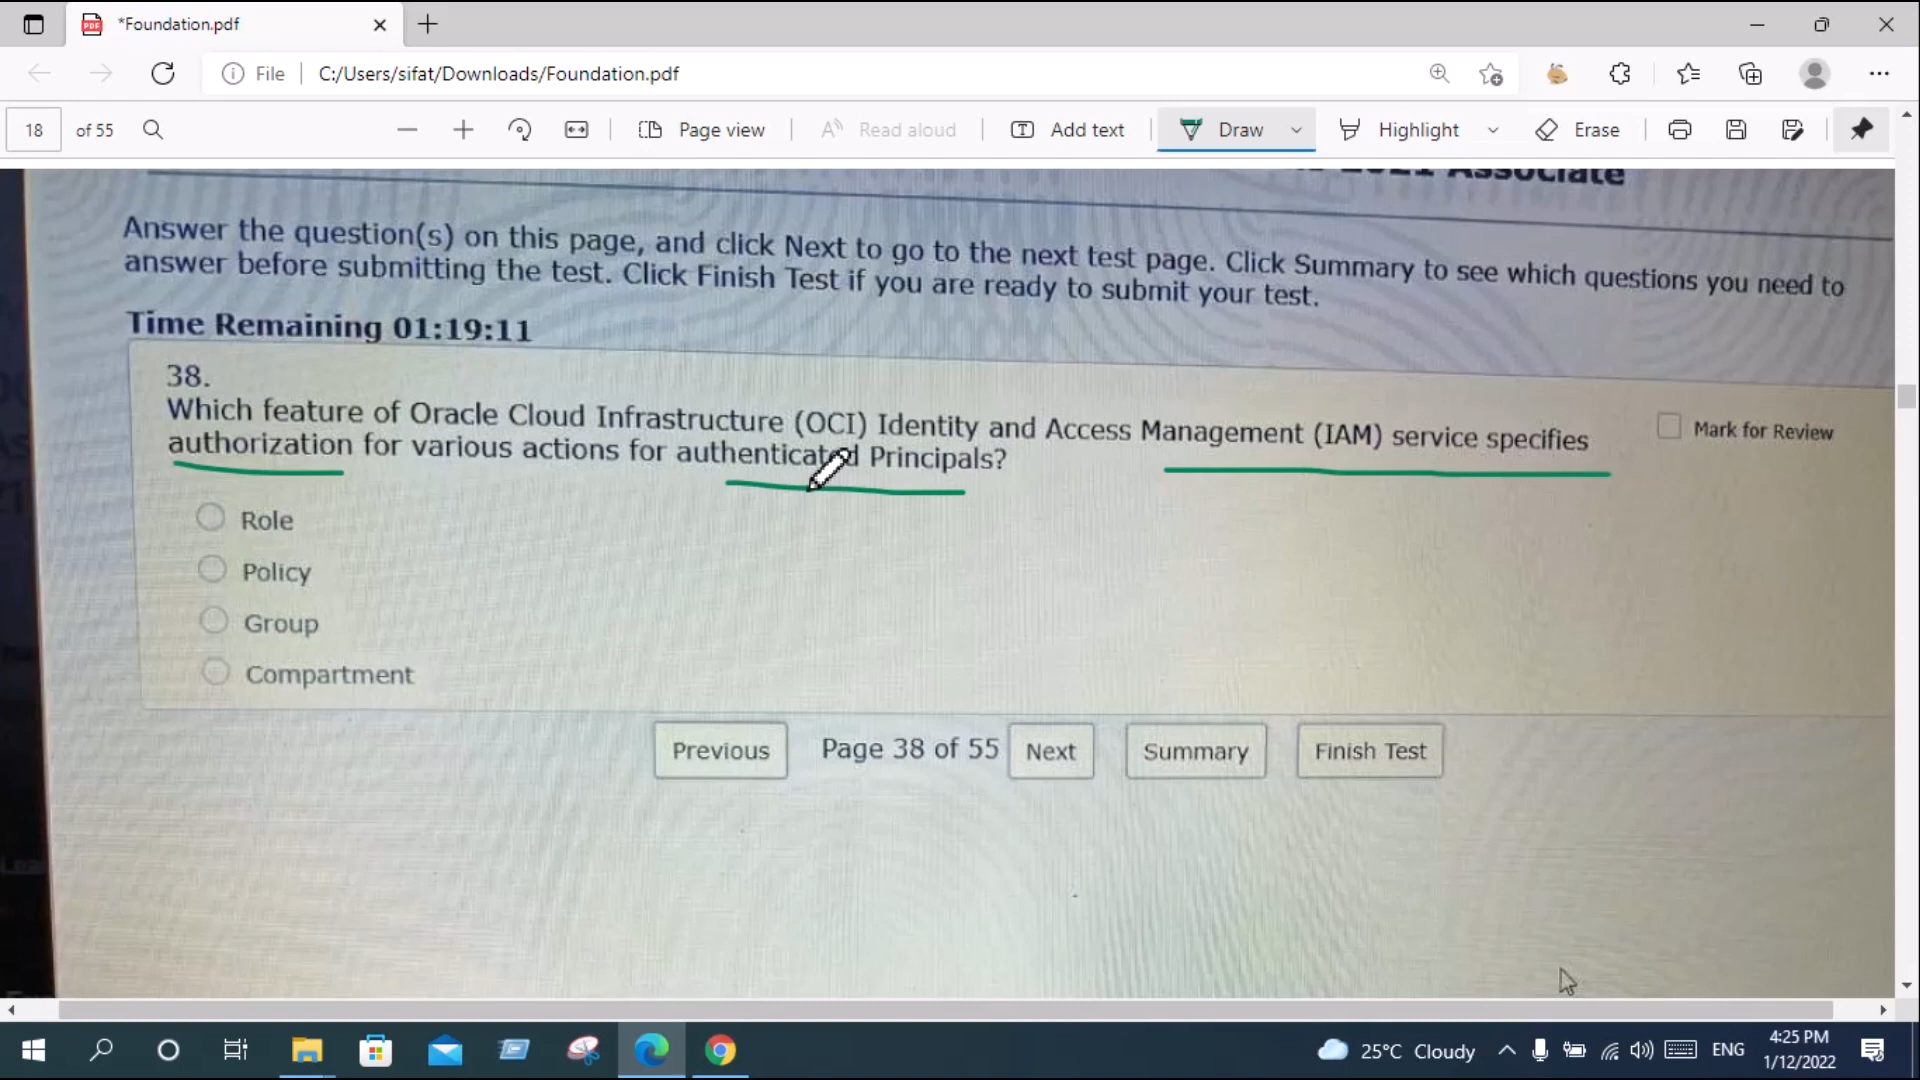 *Foundation.pdf
File
C:/Users/sifat/Downloads/Foundation.pdf
18 of 55
Page view
Read aloud
Add text
Draw
Highlight
Erase
2021 Associate
Answer the question(s) on this page, and click Next to go to the next test page. Click Summary to see which questions you need to
answer before submitting the test. Click Finish Test if you are ready to submit your test.
Time Remaining 01:19:11
38.
Which feature of Oracle Cloud Infrastructure (OCI) Identity and Access Management (IAM) service specifies
authorization for various actions for authenticated Principals?
Mark for Review
Role
Policy
Group
Compartment
Previous
Page 38 of 55
Next
Summary
Finish Test
25°C Cloudy
ENG
4:25 PM
1/12/2022